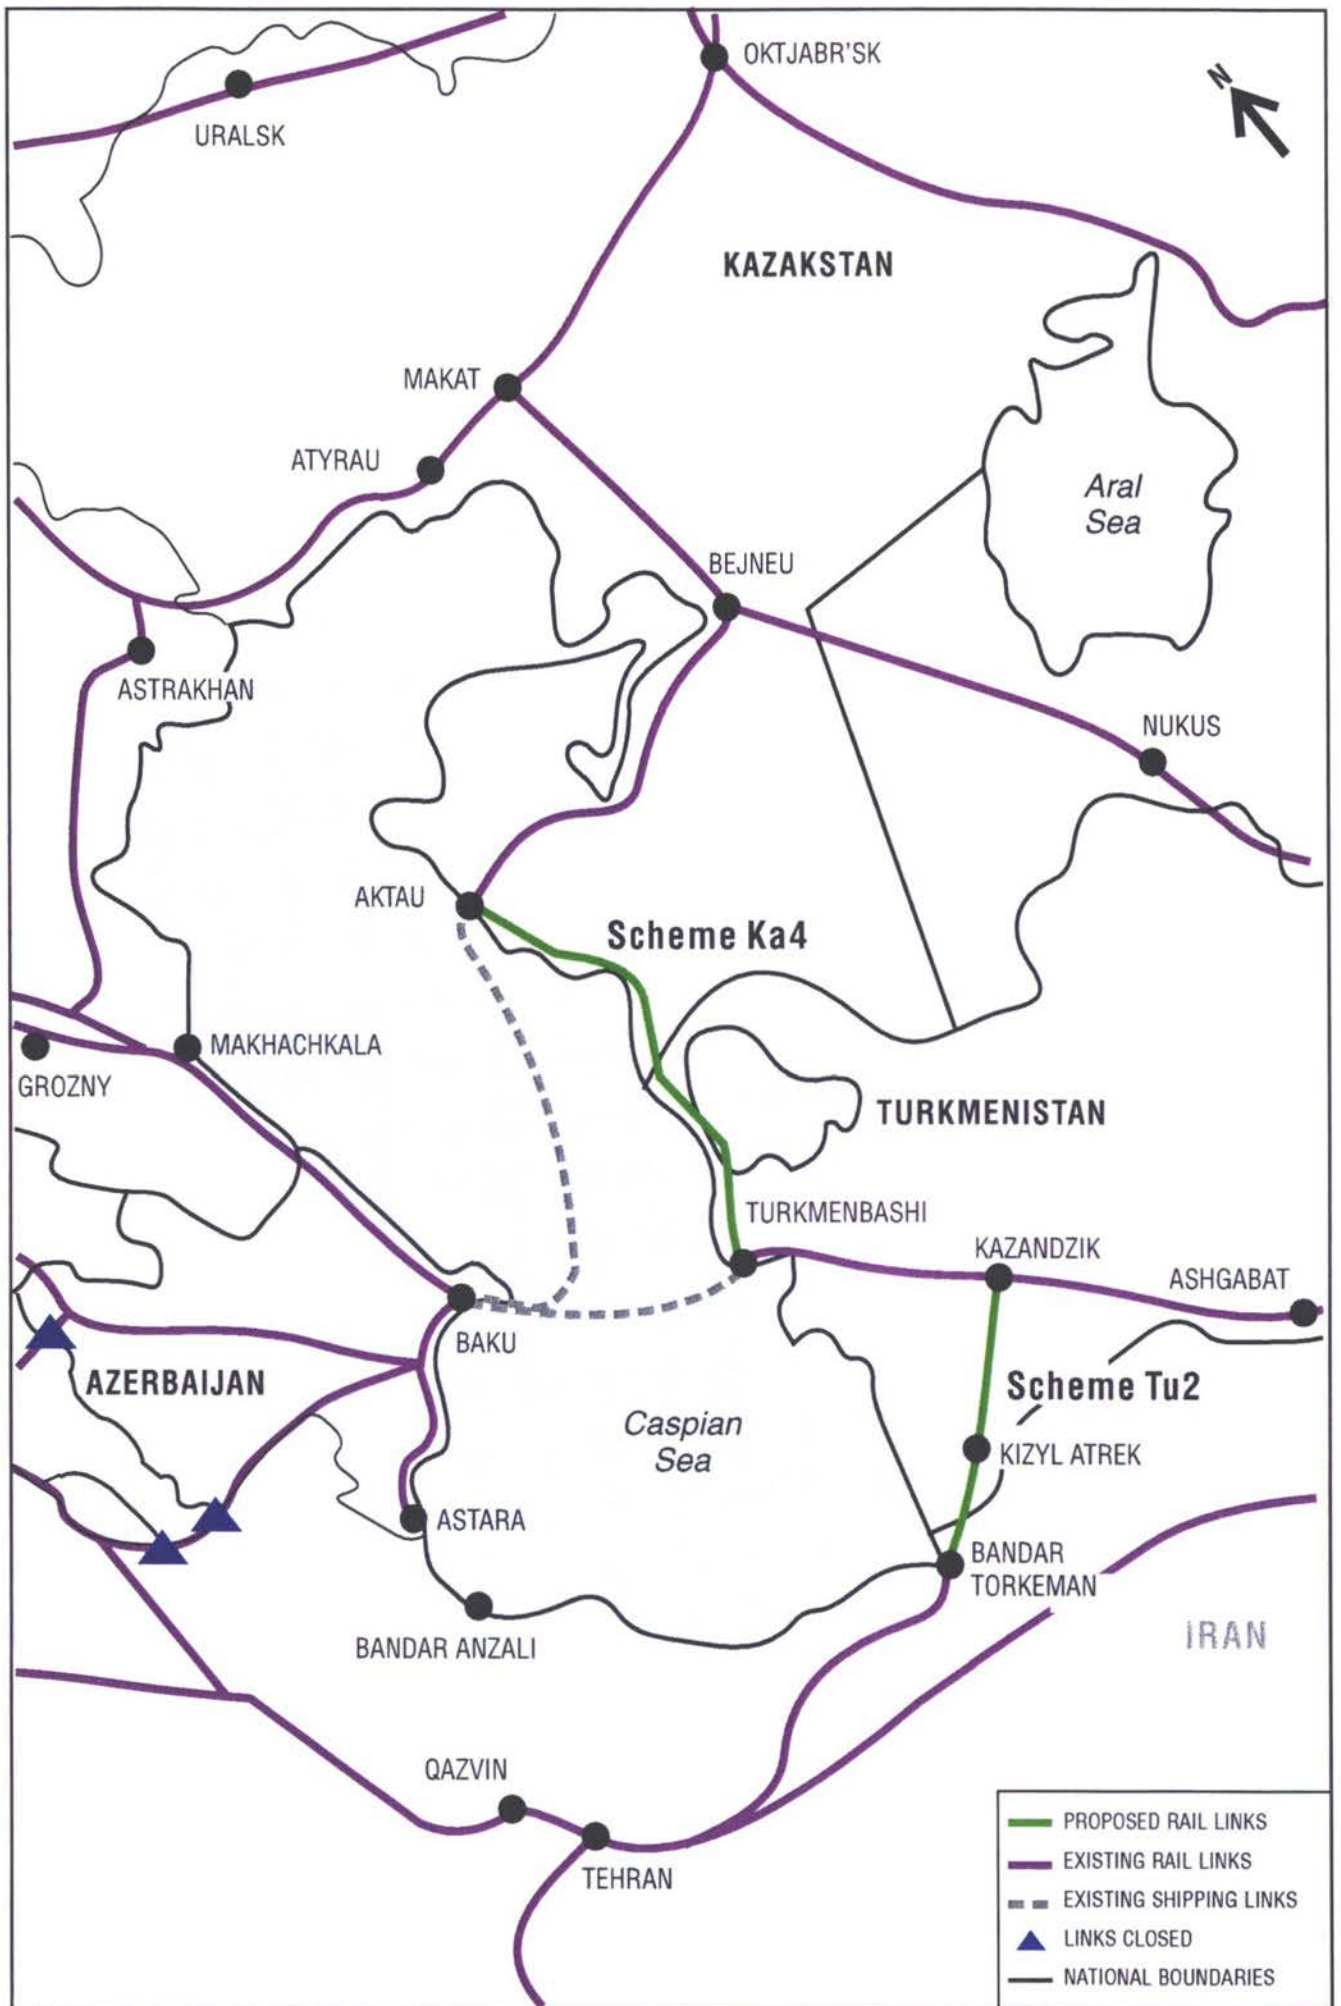 OKTJABR'SK
N
URALSK
KAZAKSTAN
MAKAT
ATYRAU
Aral
Sea
BEJNEU
ASTRAKHAN
NUKUS
AKTAU
Scheme Ka4
MAKHACHKALA
GROZNY
TURKMENISTAN
TURKMENBASHI
KAZANDZIK
ASHGABAT
BAKU
AZERBAIJAN
Scheme Tu2
Caspian
Sea
KIZYL ATREK
ASTARA
BANDAR
TORKEMAN
BANDAR ANZALI
IRAN
QAZVIN
TEHRAN
PROPOSED RAIL LINKS
EXISTING RAIL LINKS
EXISTING SHIPPING LINKS
LINKS CLOSED
NATIONAL BOUNDARIES